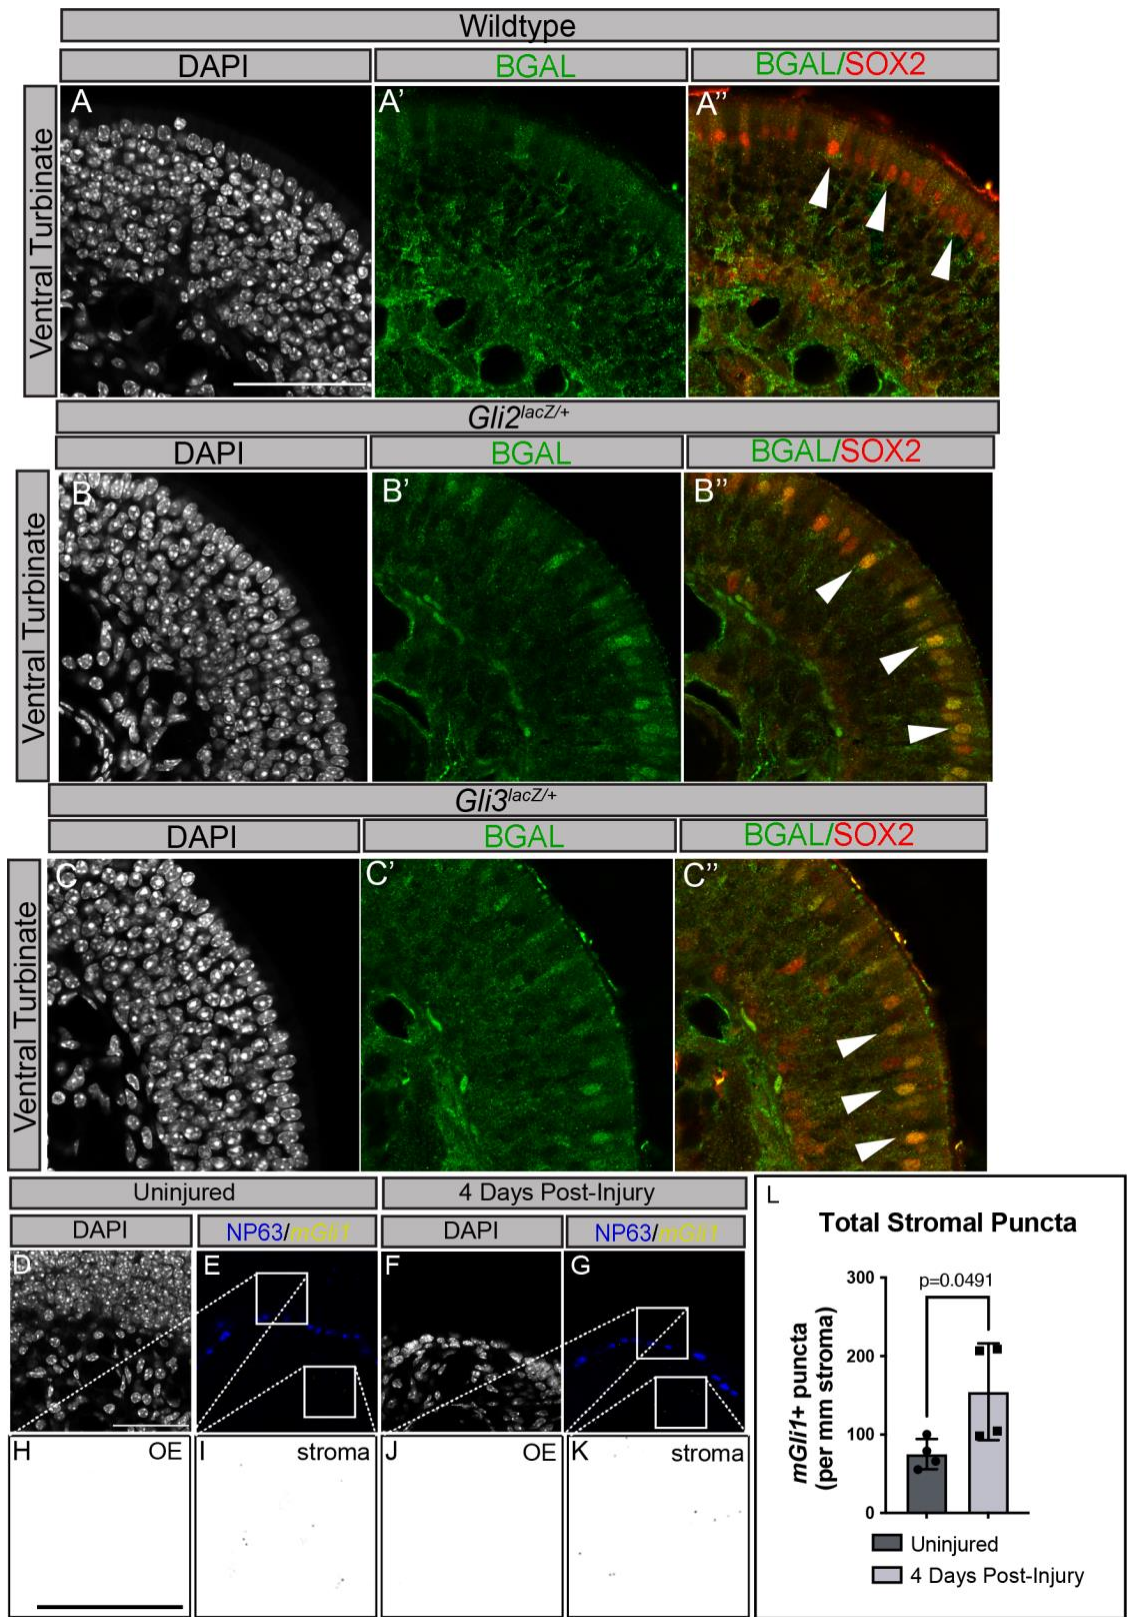 Wildtype
DAPI BGAL BGAL/SOX2
Ventral Turbinate
A A’ A’’
Gli2lacZ/+
DAPI BGAL BGAL/SOX2
Ventral Turbinate
B B’ B’’
Gli3lacZ/+
DAPI BGAL BGAL/SOX2
Ventral Turbinate
C C’ C’’
Uninjured 4 Days Post-Injury
DAPI NP63/mGli1 DAPI NP63/mGli1
D E F G
H OE I stroma J OE K stroma
L
Total Stromal Puncta
p=0.0491
300
200
100
0
mGli1+ puncta
(per mm stroma)
Uninjured
4 Days Post-Injury